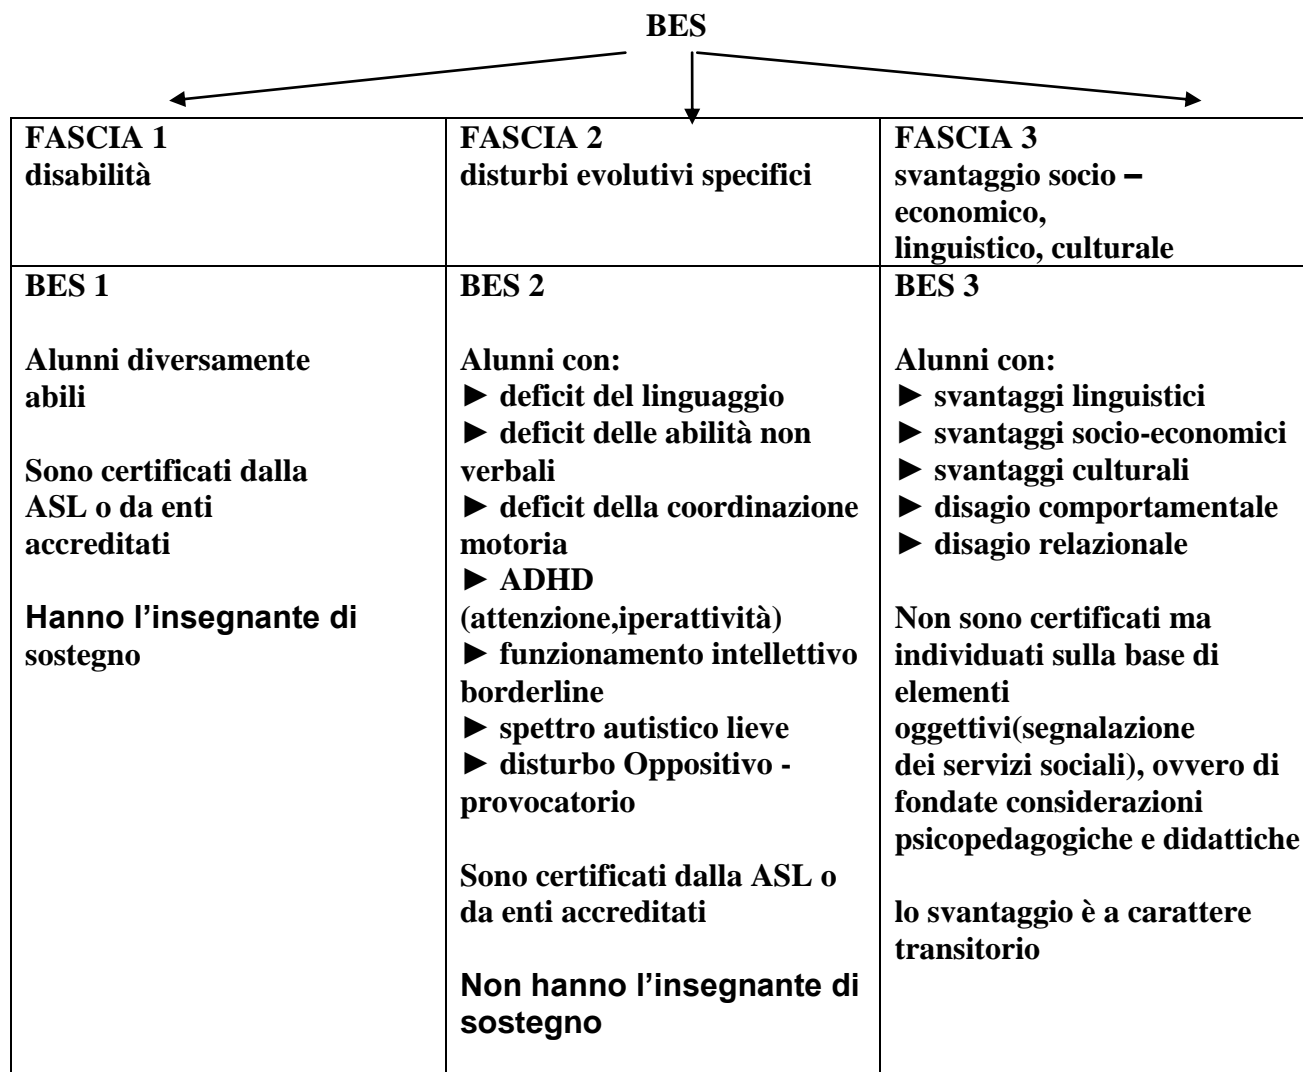 BES
FASCIA 1
disabilità
FASCIA 2
disturbi evolutivi specifici
FASCIA 3
svantaggio socio –
economico,
linguistico, culturale
BES 1
Alunni diversamente
abili
Sono certificati dalla
ASL o da enti
accreditati
Hanno l’insegnante di
sostegno
BES 2
Alunni con:
► deficit del linguaggio
► deficit delle abilità non
verbali
► deficit della coordinazione
motoria
► ADHD
(attenzione,iperattività)
► funzionamento intellettivo
borderline
► spettro autistico lieve
► disturbo Oppositivo -
provocatorio
Sono certificati dalla ASL o
da enti accreditati
Non hanno l’insegnante di
sostegno
BES 3
Alunni con:
► svantaggi linguistici
► svantaggi socio-economici
► svantaggi culturali
► disagio comportamentale
► disagio relazionale
Non sono certificati ma
individuati sulla base di
elementi
oggettivi(segnalazione
dei servizi sociali), ovvero di
fondate considerazioni
psicopedagogiche e didattiche
lo svantaggio è a carattere
transitorio